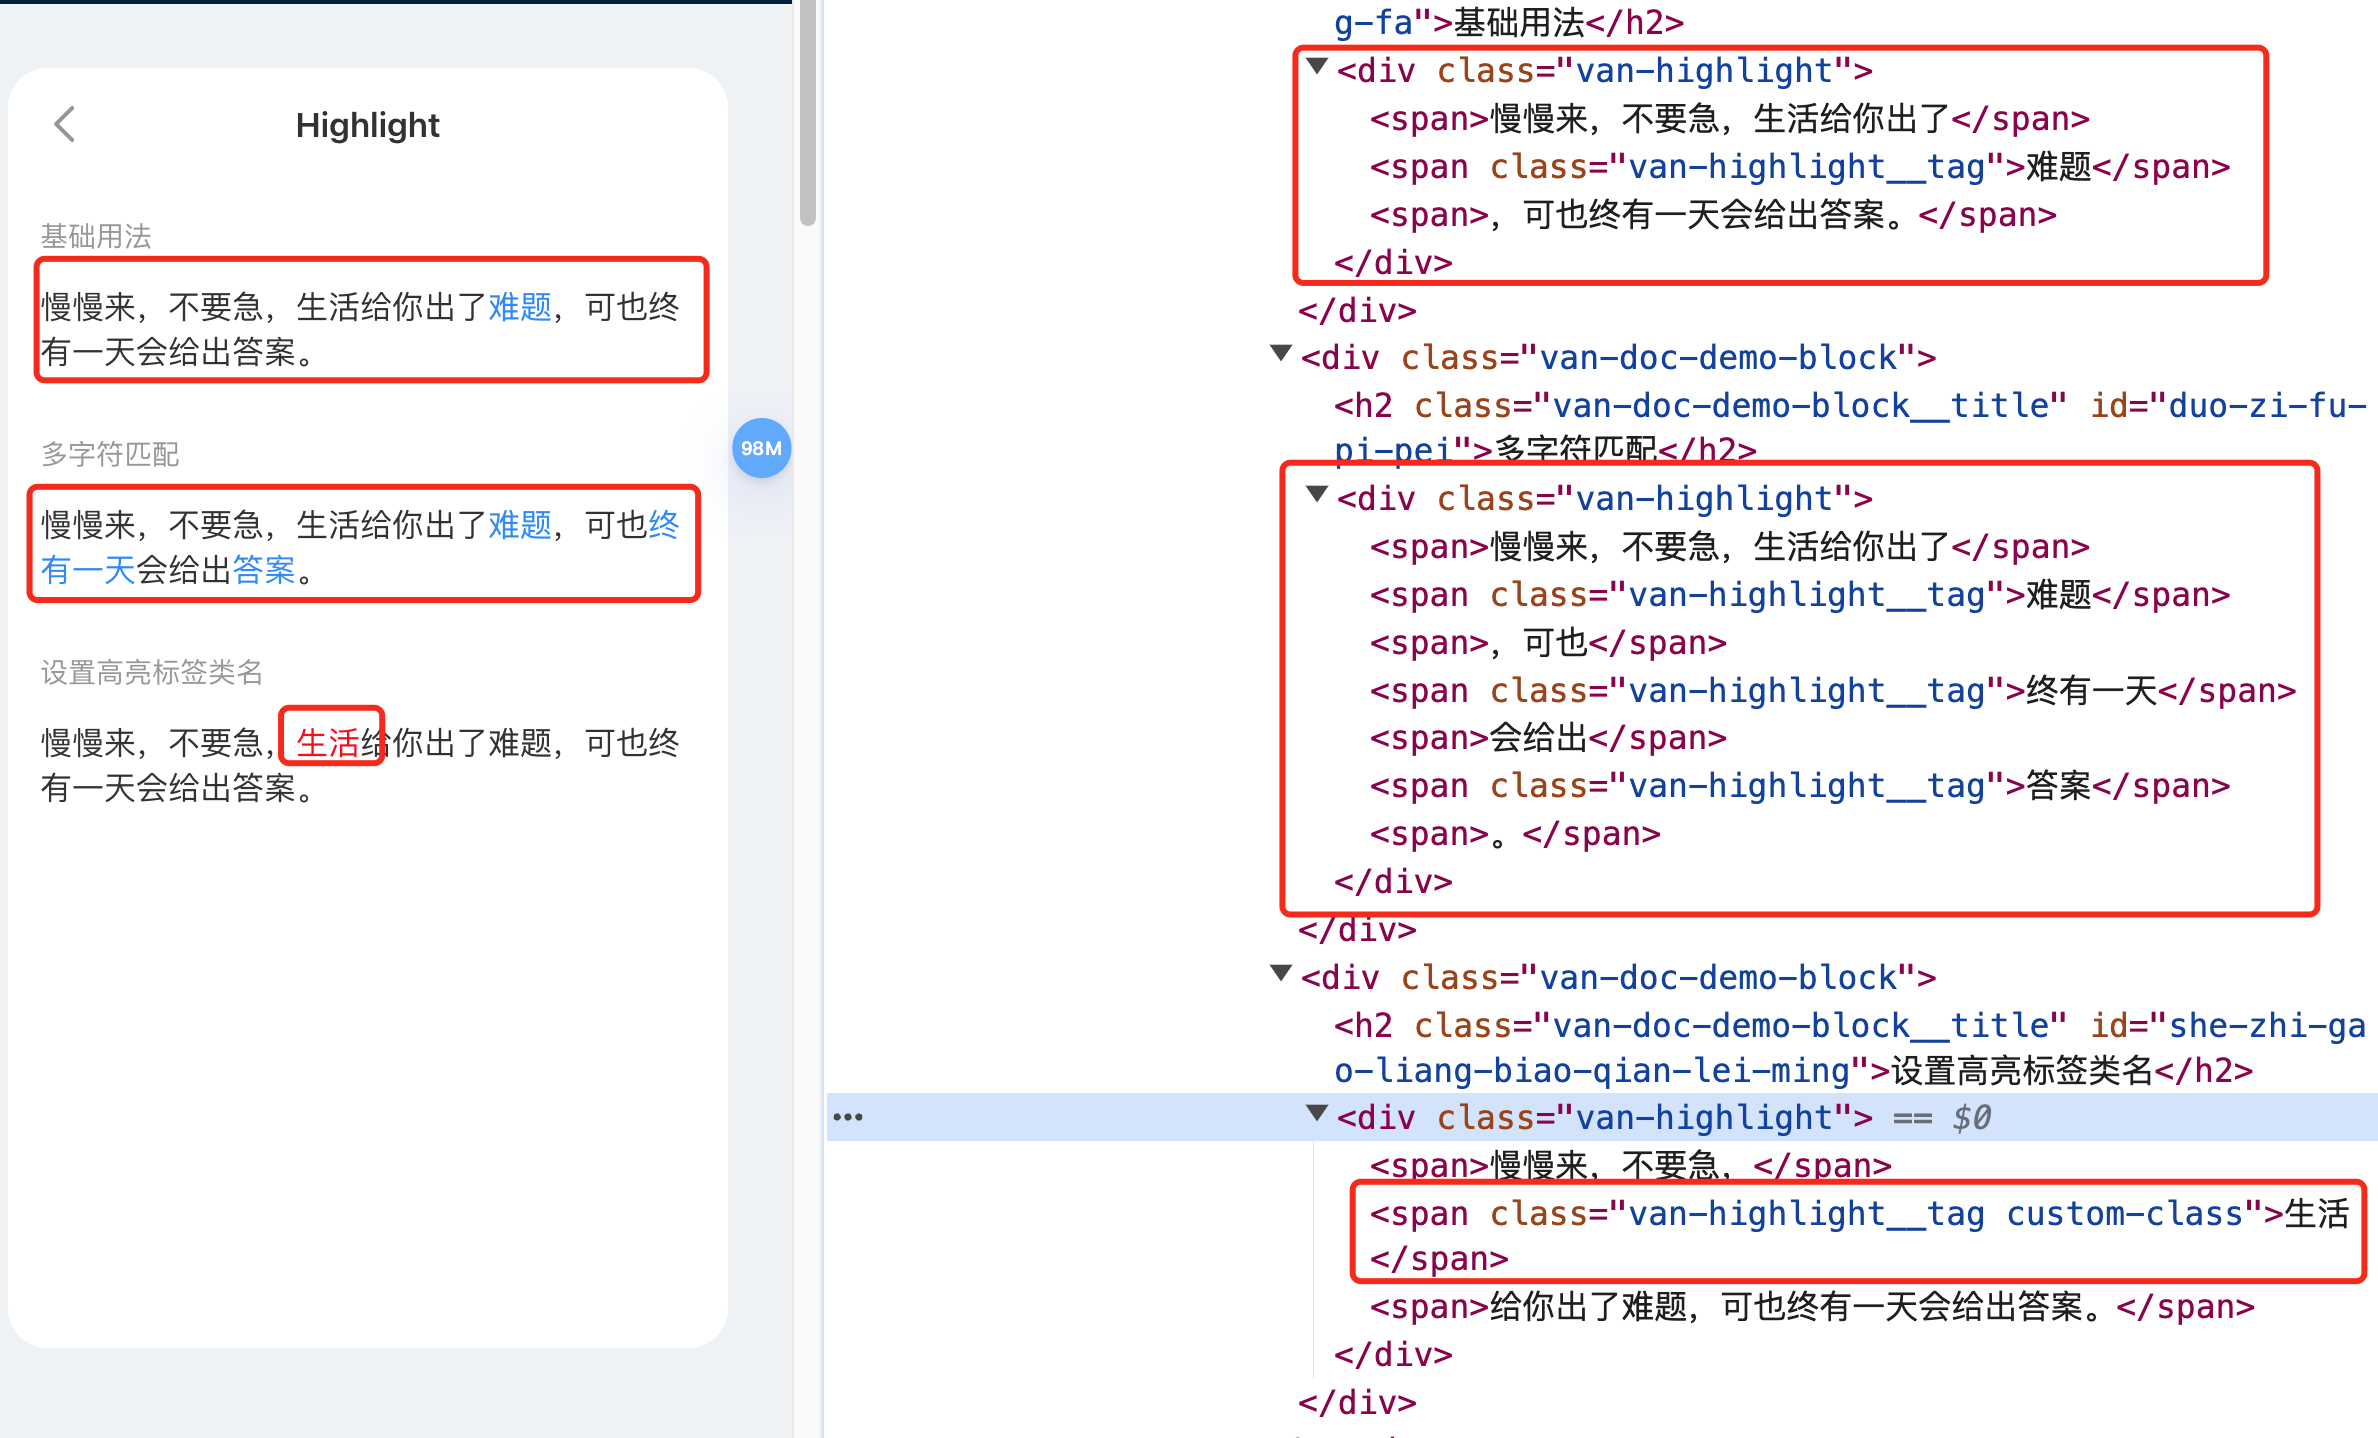 Highlight
基础用法
慢慢来，不要急，生活给你出了难题，可也终
有一天会给出答案。
多字符匹配
慢慢来，不要急，生活给你出了难题，可也终
有一天会给出答案。
98M
设置高亮标签类名
慢慢来，不要急，生活给你出了难题，可也终
有一天会给出答案。
g-fa">基础用法</h2>
<div class="van-highlight">
<span>慢慢来，不要急，生活给你出了</span>
<span class="van-highlight__tag">难题</span>
<span>，可也终有一天会给出答案。</span>
</div>
</div>
<div class="van-doc-demo-block">
<h2 class="van-doc-demo-block__title" id="duo-zi-fu-
pi-pei">多字符匹配</h2>
<div class="van-highlight">
<span>慢慢来，不要急，生活给你出了</span>
<span class="van-highlight__tag">难题</span>
<span>，可也</span>
<span class="van-highlight__tag">终有一天</span>
<span>会给出</span>
<span class="van-highlight__tag">答案</span>
<span>。</span>
</div>
</div>
<div class="van-doc-demo-block">
<h2 class="van-doc-demo-block__title" id="she-zhi-ga
o-liang-biao-qian-lei-ming">设置高亮标签类名</h2>
••• <div class="van-highlight"> == $0
<span>慢慢来，不要急，</span>
<span class="van-highlight__tag custom-class">生活
</span>
<span>给你出了难题，可也终有一天会给出答案。</span>
</div>
</div>